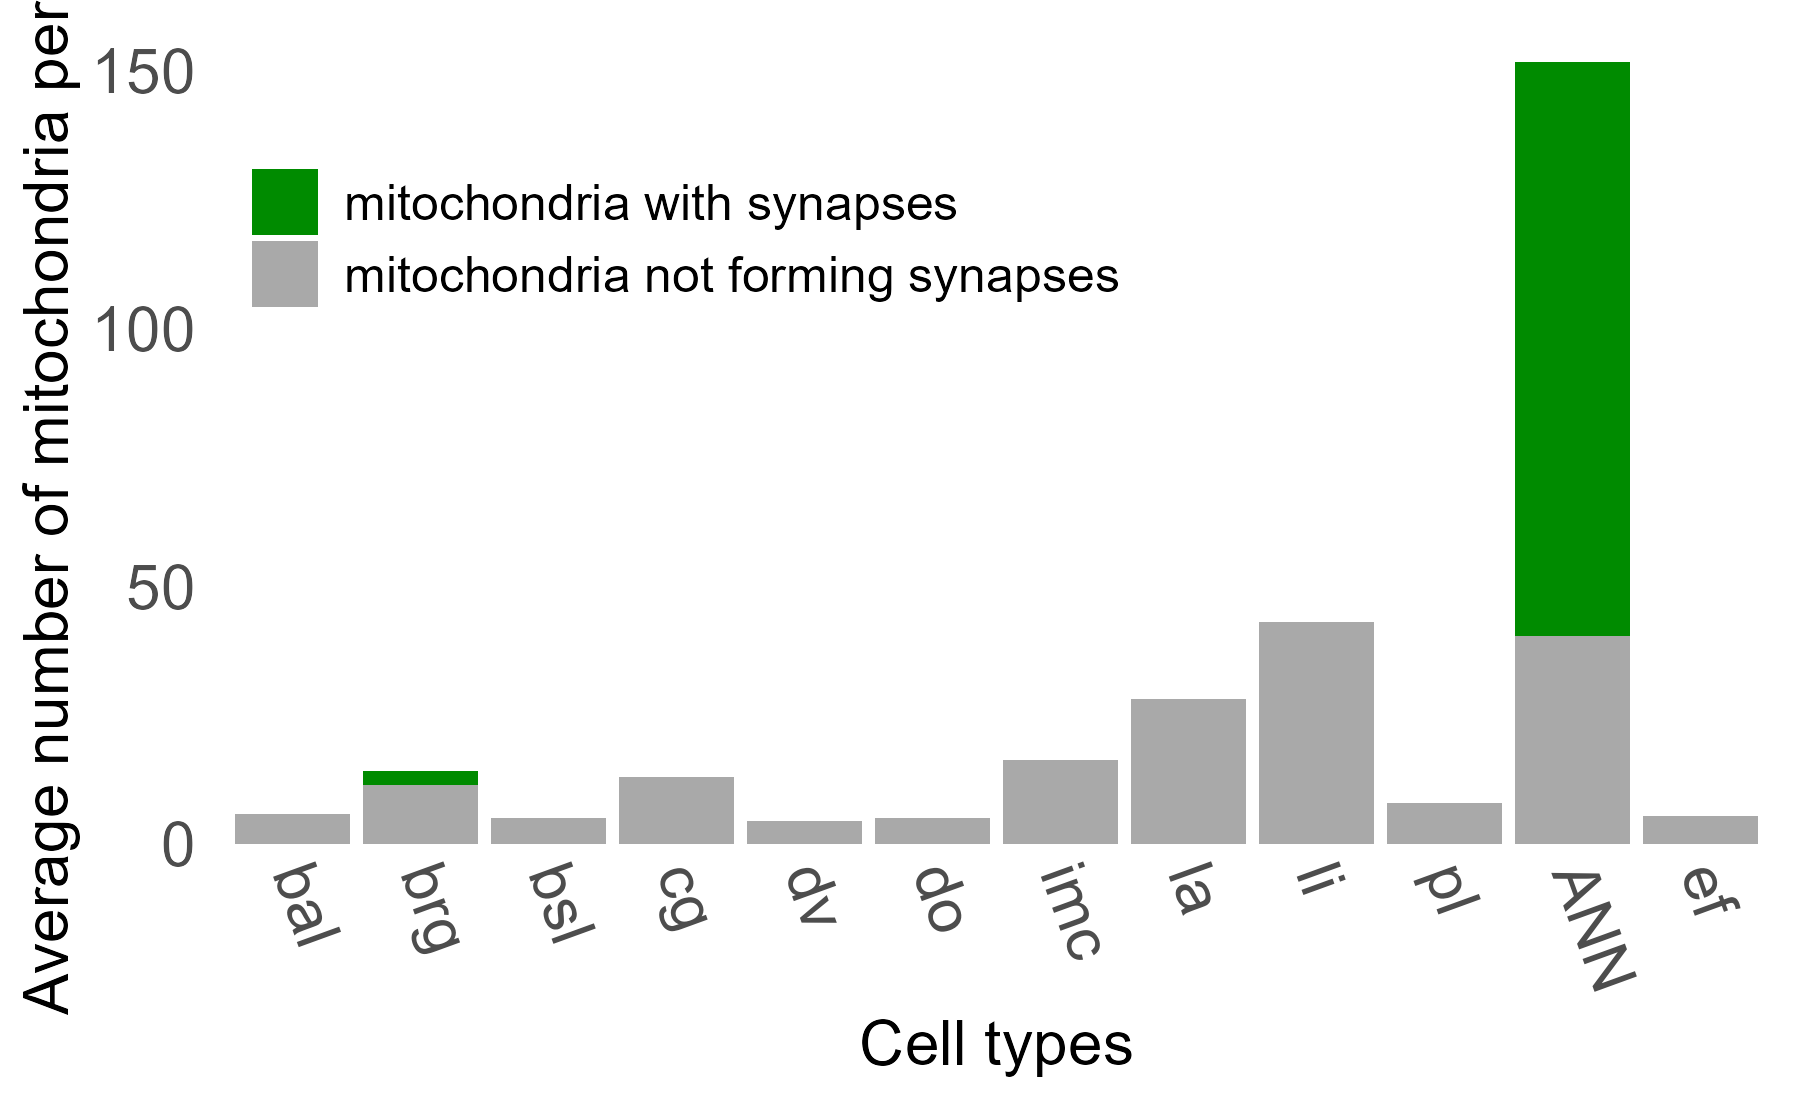 Average number of mitochondria per
150
100
50
0
mitochondria with synapses
mitochondria not forming synapses
bal
brg
bsl
cg
dv
do
imc
la
li
pl
ANN
ef
Cell types